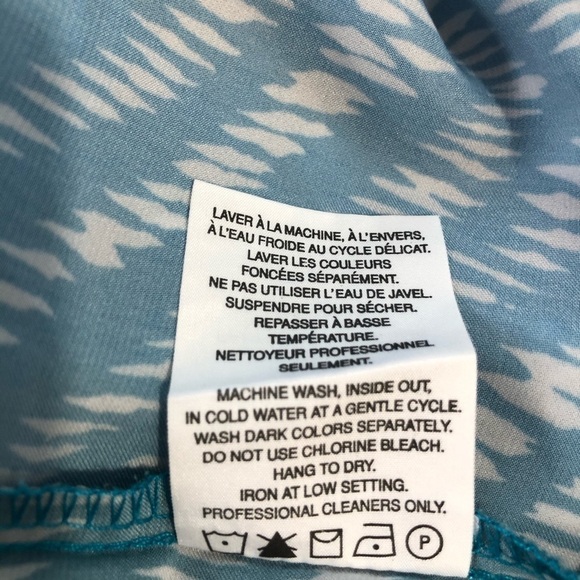 LAVER À LA MACHINE, À L'ENVERS,
À L'EAU FROIDE AU CYCLE DÉLICAT.
LAVER LES COULEURS
FONCÉES SÉPARÉMENT.
NE PAS UTILISER L'EAU DE JAVEL.
SUSPENDRE POUR SÉCHER.
REPASSER À BASSE
TEMPÉRATURE.
NETTOYEUR PROFESSIONNEL
SEULEMENT.
MACHINE WASH, INSIDE OUT,
IN COLD WATER AT A GENTLE CYCLE.
WASH DARK COLORS SEPARATELY.
DO NOT USE CHLORINE BLEACH.
HANG TO DRY.
IRON AT LOW SETTING.
PROFESSIONAL CLEANERS ONLY.
P